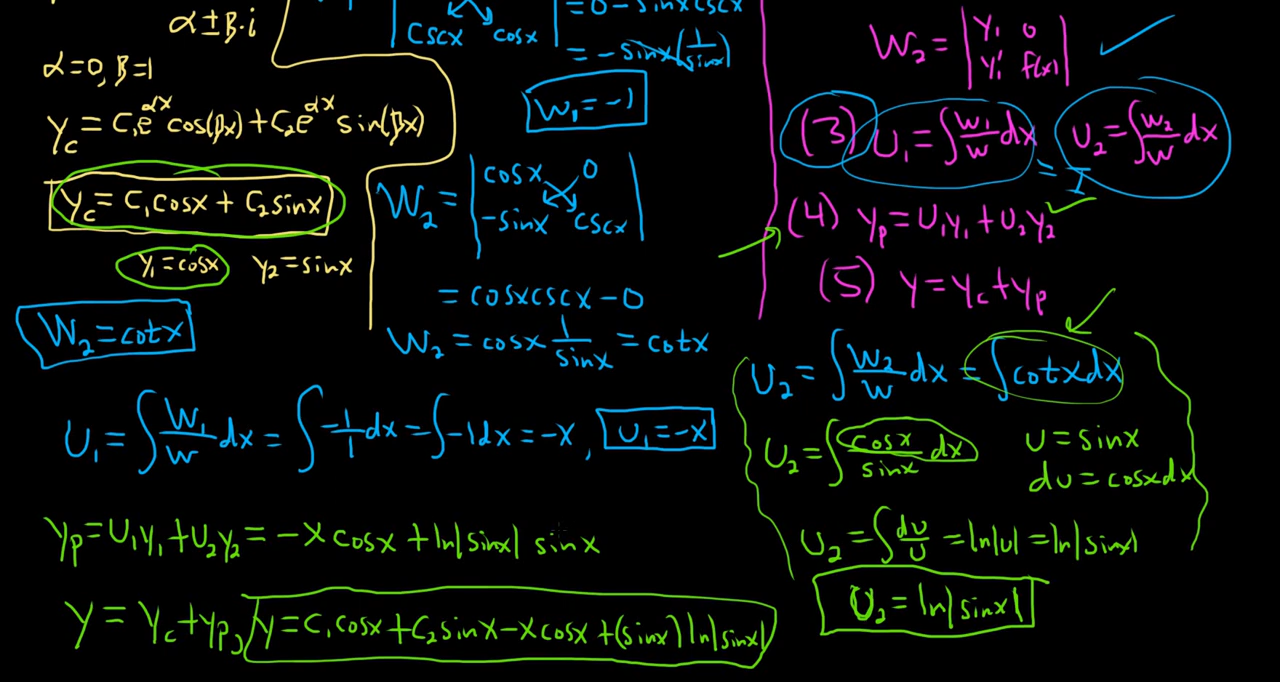 α ± β·i
α=0, β=1
y_c = C₁e^{αx} cos(βx) + C₂e^{αx} sin(βx)
y_c = C₁cosx + C₂sinx
y₁ = cosx y₂ = sinx
W₂ = cotx
= 0 - sinxcscx
cscx cosx
= -sinx(1/sinx)
W₁ = -1
W₂ = |cosx 0|
|-sinx cscx|
= cosxcscx - 0
W₂ = cosx 1/sinx = cotx
W₂ = |y₁ 0|
|y₁' f(x)|
(3) U₁ = ∫ W₁/W dx U₂ = ∫ W₂/W dx
= I
(4) y_p = U₁y₁ + U₂y₂
(5) y = y_c + y_p
U₁ = ∫ W₁/W dx = ∫ -1/1 dx = ∫ -1dx = -x, U₁ = -x
U₂ = ∫ W₂/W dx = ∫ cotxdx
U₂ = ∫ cosx/sinx dx u = sinx
du = cosxdx
U₂ = ∫ du/u = ln|u| = ln|sinx|
U₂ = ln|sinx|
y_p = U₁y₁ + U₂y₂ = -xcosx + ln|sinx| sinx
y = y_c + y_p, y = C₁cosx + C₂sinx - xcosx + (sinx)ln|sinx|